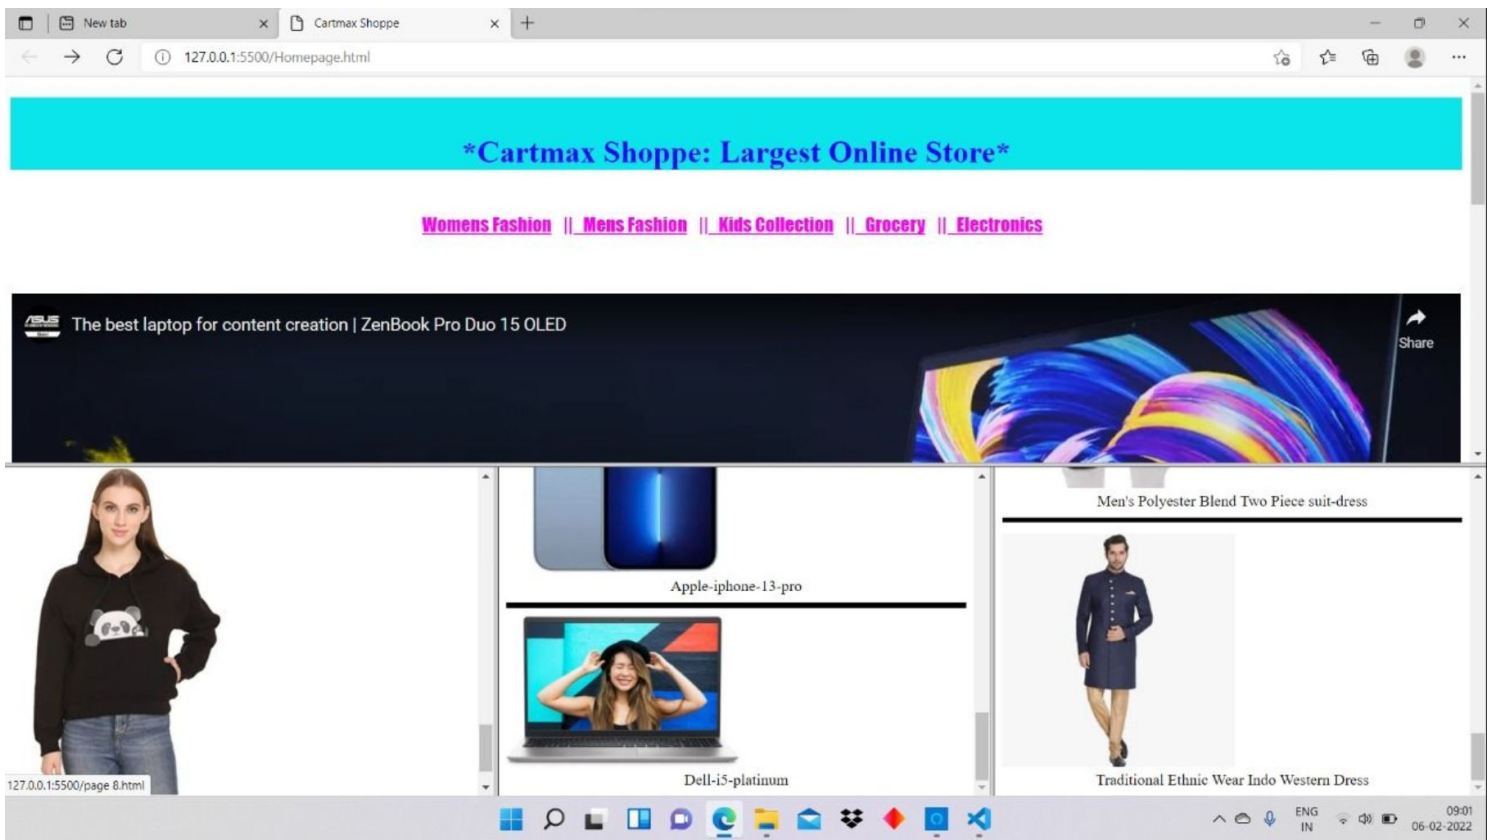 New tab
Cartmax Shoppe
127.0.0.1:5500/Homepage.html
*Cartmax Shoppe: Largest Online Store*
Womens Fashion || Mens Fashion || Kids Collection || Grocery || Electronics
ASUS
The best laptop for content creation | ZenBook Pro Duo 15 OLED
Share
Men's Polyester Blend Two Piece suit-dress
Apple-iphone-13-pro
Dell-i5-platinum
Traditional Ethnic Wear Indo Western Dress
127.0.0.1:5500/page 8.html
ENG
IN
09:01
06-02-2022